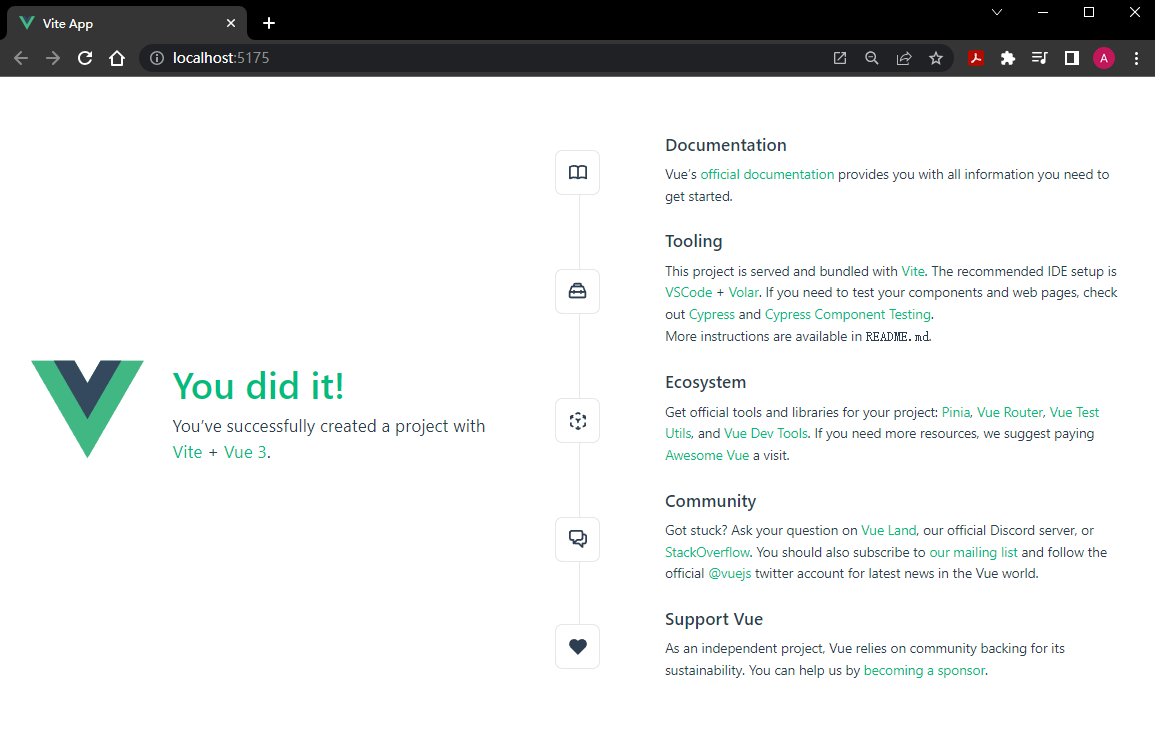 Vite App
localhost:5175
A
You did it!
You’ve successfully created a project with
Vite + Vue 3.
Documentation
Vue’s official documentation provides you with all information you need to
get started.
Tooling
This project is served and bundled with Vite. The recommended IDE setup is
VSCode + Volar. If you need to test your components and web pages, check
out Cypress and Cypress Component Testing.
More instructions are available in README.md.
Ecosystem
Get official tools and libraries for your project: Pinia, Vue Router, Vue Test
Utils, and Vue Dev Tools. If you need more resources, we suggest paying
Awesome Vue a visit.
Community
Got stuck? Ask your question on Vue Land, our official Discord server, or
StackOverflow. You should also subscribe to our mailing list and follow the
official @vuejs twitter account for latest news in the Vue world.
Support Vue
As an independent project, Vue relies on community backing for its
sustainability. You can help us by becoming a sponsor.